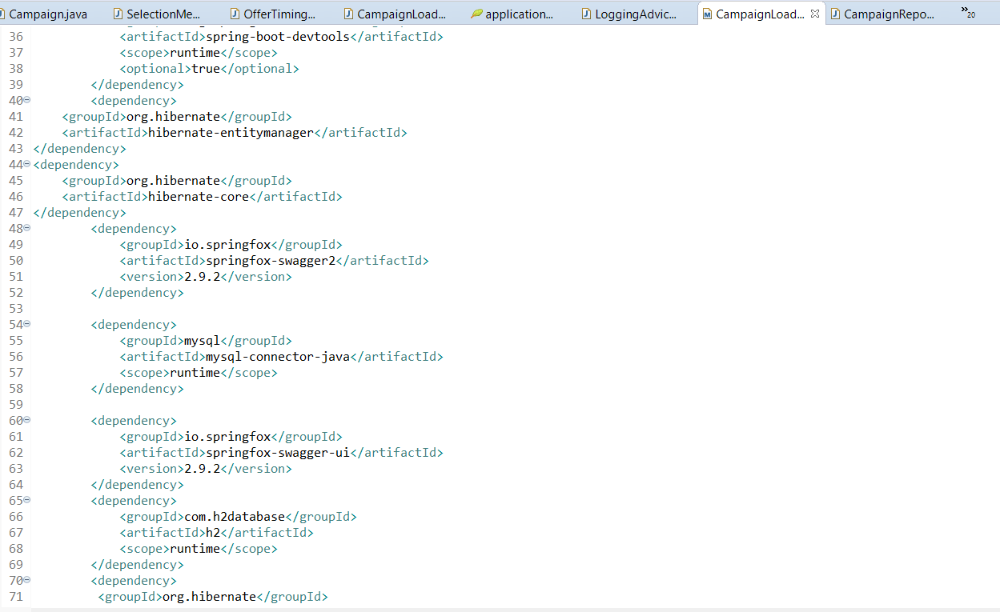 Campaign.java SelectionMe... OfferTiming... CampaignLoad... application... LoggingAdvic... CampaignLoad... CampaignRepo... »20
36 <artifactId>spring-boot-devtools</artifactId>
37 <scope>runtime</scope>
38 <optional>true</optional>
39 </dependency>
40 <dependency>
41 <groupId>org.hibernate</groupId>
42 <artifactId>hibernate-entitymanager</artifactId>
43 </dependency>
44 <dependency>
45 <groupId>org.hibernate</groupId>
46 <artifactId>hibernate-core</artifactId>
47 </dependency>
48 <dependency>
49 <groupId>io.springfox</groupId>
50 <artifactId>springfox-swagger2</artifactId>
51 <version>2.9.2</version>
52 </dependency>
53
54 <dependency>
55 <groupId>mysql</groupId>
56 <artifactId>mysql-connector-java</artifactId>
57 <scope>runtime</scope>
58 </dependency>
59
60 <dependency>
61 <groupId>io.springfox</groupId>
62 <artifactId>springfox-swagger-ui</artifactId>
63 <version>2.9.2</version>
64 </dependency>
65 <dependency>
66 <groupId>com.h2database</groupId>
67 <artifactId>h2</artifactId>
68 <scope>runtime</scope>
69 </dependency>
70 <dependency>
71 <groupId>org.hibernate</groupId>